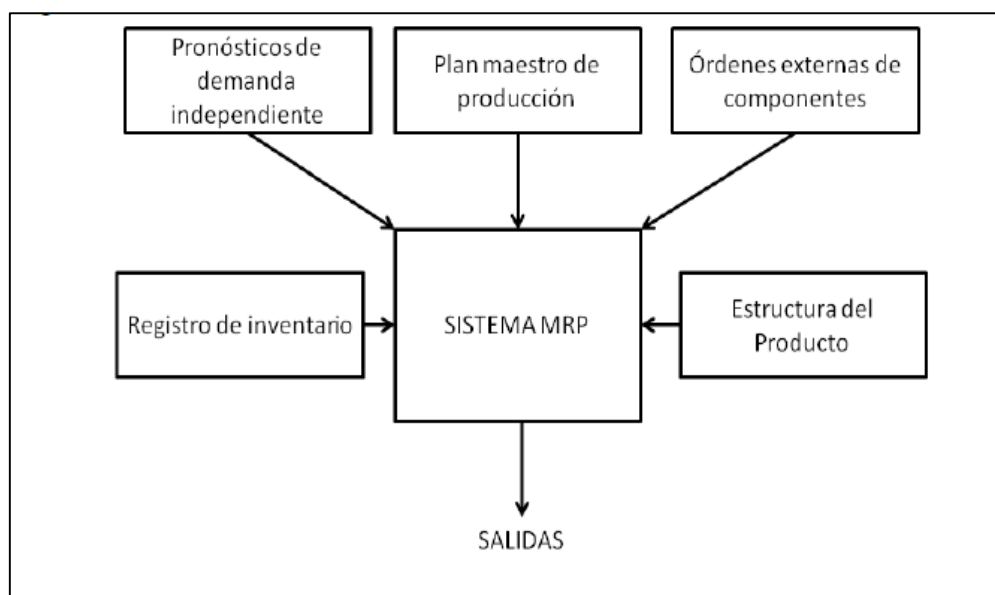 Pronósticos de
demanda
independiente
Plan maestro de
producción
Órdenes externas de
componentes
Registro de inventario
SISTEMA MRP
Estructura del
Producto
SALIDAS